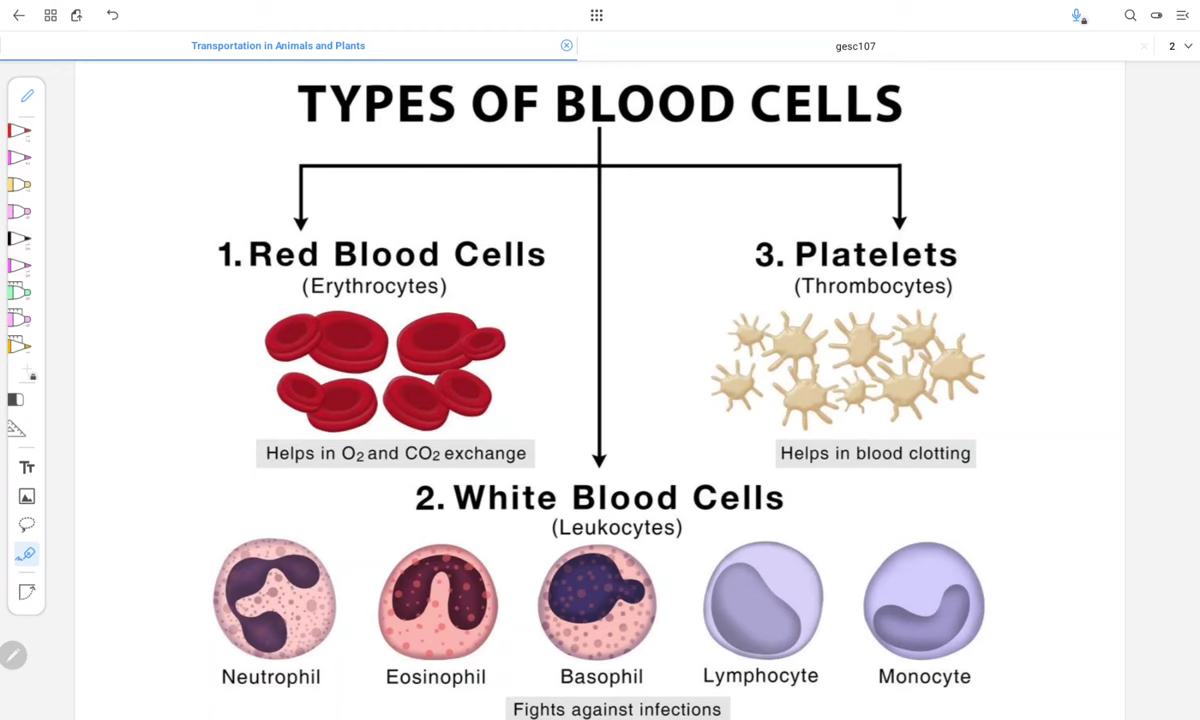 Transportation in Animals and Plants
gesc107
2
TYPES OF BLOOD CELLS
1. Red Blood Cells
(Erythrocytes)
Helps in O2 and CO2 exchange
3. Platelets
(Thrombocytes)
Helps in blood clotting
2. White Blood Cells
(Leukocytes)
Neutrophil Eosinophil Basophil Lymphocyte Monocyte
Fights against infections
Tт